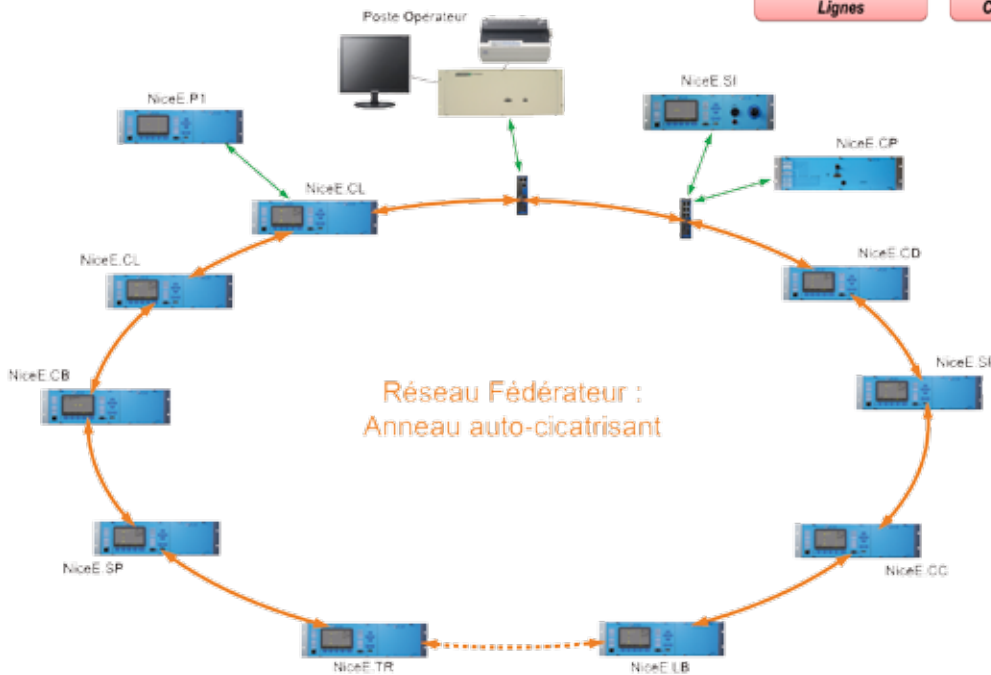 Lignes
Poste Opérateur
NiceE.SI
NiceE.P1
NiceE.CP
NiceE.CL
NiceE.CL
NiceE.CD
NiceE.CB
Réseau Fédérateur :
Anneau auto-cicatrisant
NiceE.SP
NiceE.CC
NiceE.TR
NiceE.LB